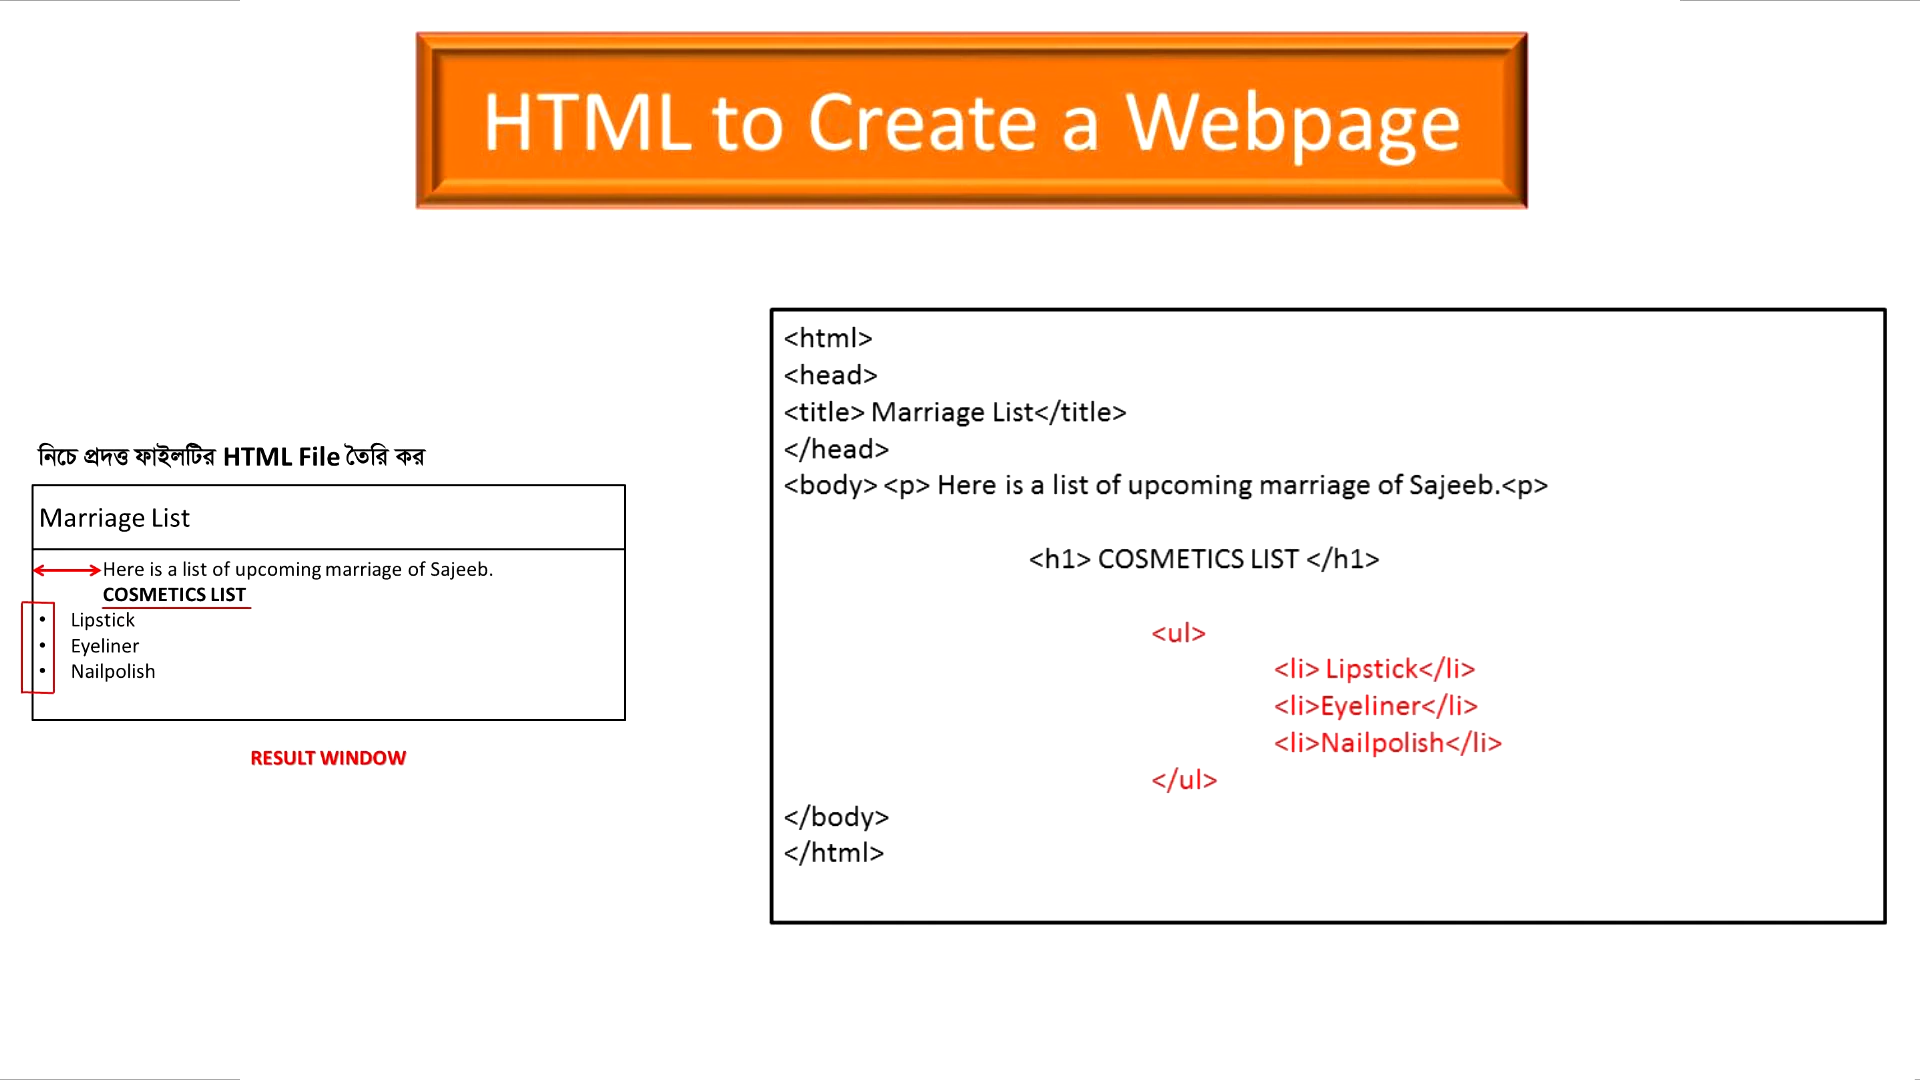 HTML to Create a Webpage
নিচে প্রদত্ত ফাইলটির HTML File তৈরি কর
Marriage List
Here is a list of upcoming marriage of Sajeeb.
COSMETICS LIST
• Lipstick
• Eyeliner
• Nailpolish
RESULT WINDOW
<html>
<head>
<title> Marriage List</title>
</head>
<body> <p> Here is a list of upcoming marriage of Sajeeb.<p>
<h1> COSMETICS LIST </h1>
<ul>
<li> Lipstick</li>
<li>Eyeliner</li>
<li>Nailpolish</li>
</ul>
</body>
</html>